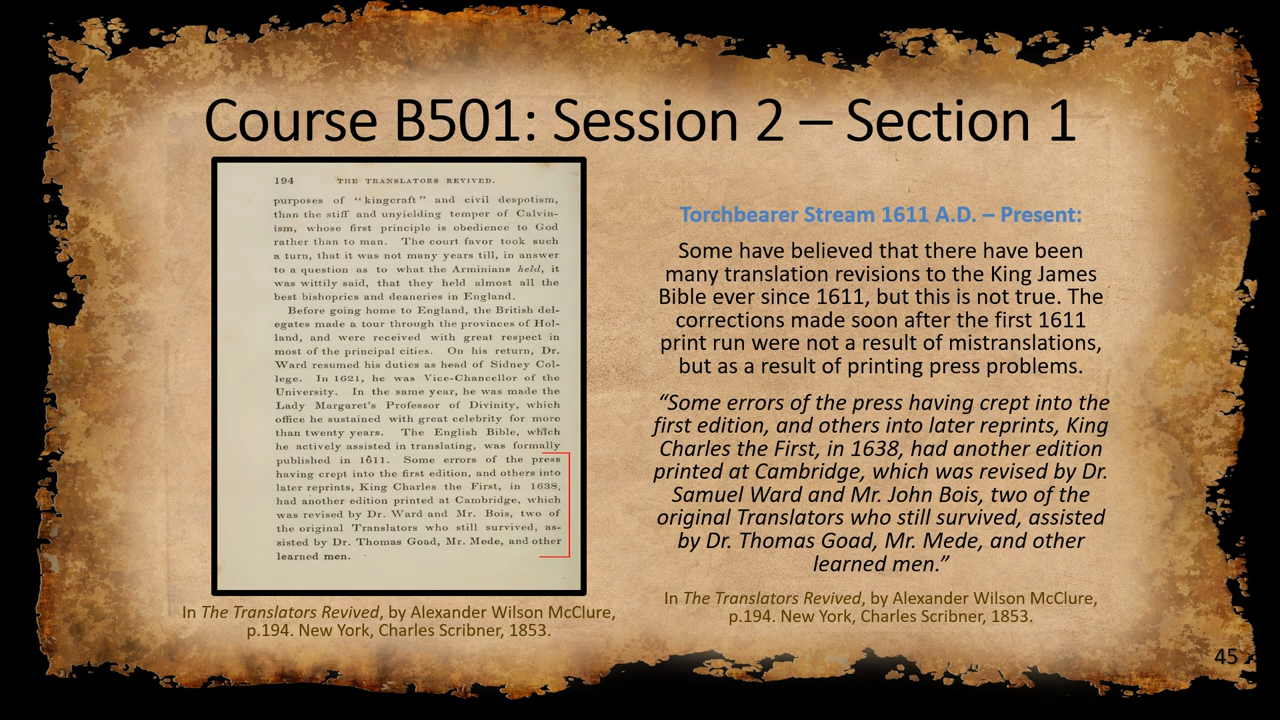 Course B501: Session 2 – Section 1
194 THE TRANSLATORS REVIVED.
purposes of "kingcraft" and civil despotism,
than the stiff and unyielding temper of Calvin-
ism, whose first principle is obedience to God
rather than to man. The court favor took such
a turn, that it was not many years till, in answer
to a question as to what the Arminians held, it
was wittily said, that they held almost all the
best bishoprics and deaneries in England.
Before going home to England, the British del-
egates made a tour through the provinces of Hol-
land, and were received with great respect in
most of the principal cities. On his return, Dr.
Ward resumed his duties as head of Sidney Col-
lege. In 1621, he was Vice-Chancellor of the
University. In the same year, he was made the
Lady Margaret's Professor of Divinity, which
office he sustained with great celebrity for more
than twenty years. The English Bible, which
he actively assisted in translating, was formally
published in 1611. Some errors of the press
having crept into the first edition, and others into
later reprints, King Charles the First, in 1638,
had another edition printed at Cambridge, which
was revised by Dr. Ward and Mr. Bois, two of
the original Translators who still survived, as-
sisted by Dr. Thomas Goad, Mr. Mede, and other
learned men.
In The Translators Revived, by Alexander Wilson McClure,
p.194. New York, Charles Scribner, 1853.
Torchbearer Stream 1611 A.D. – Present:
Some have believed that there have been
many translation revisions to the King James
Bible ever since 1611, but this is not true. The
corrections made soon after the first 1611
print run were not a result of mistranslations,
but as a result of printing press problems.
“Some errors of the press having crept into the
first edition, and others into later reprints, King
Charles the First, in 1638, had another edition
printed at Cambridge, which was revised by Dr.
Samuel Ward and Mr. John Bois, two of the
original Translators who still survived, assisted
by Dr. Thomas Goad, Mr. Mede, and other
learned men.”
In The Translators Revived, by Alexander Wilson McClure,
p.194. New York, Charles Scribner, 1853.
45